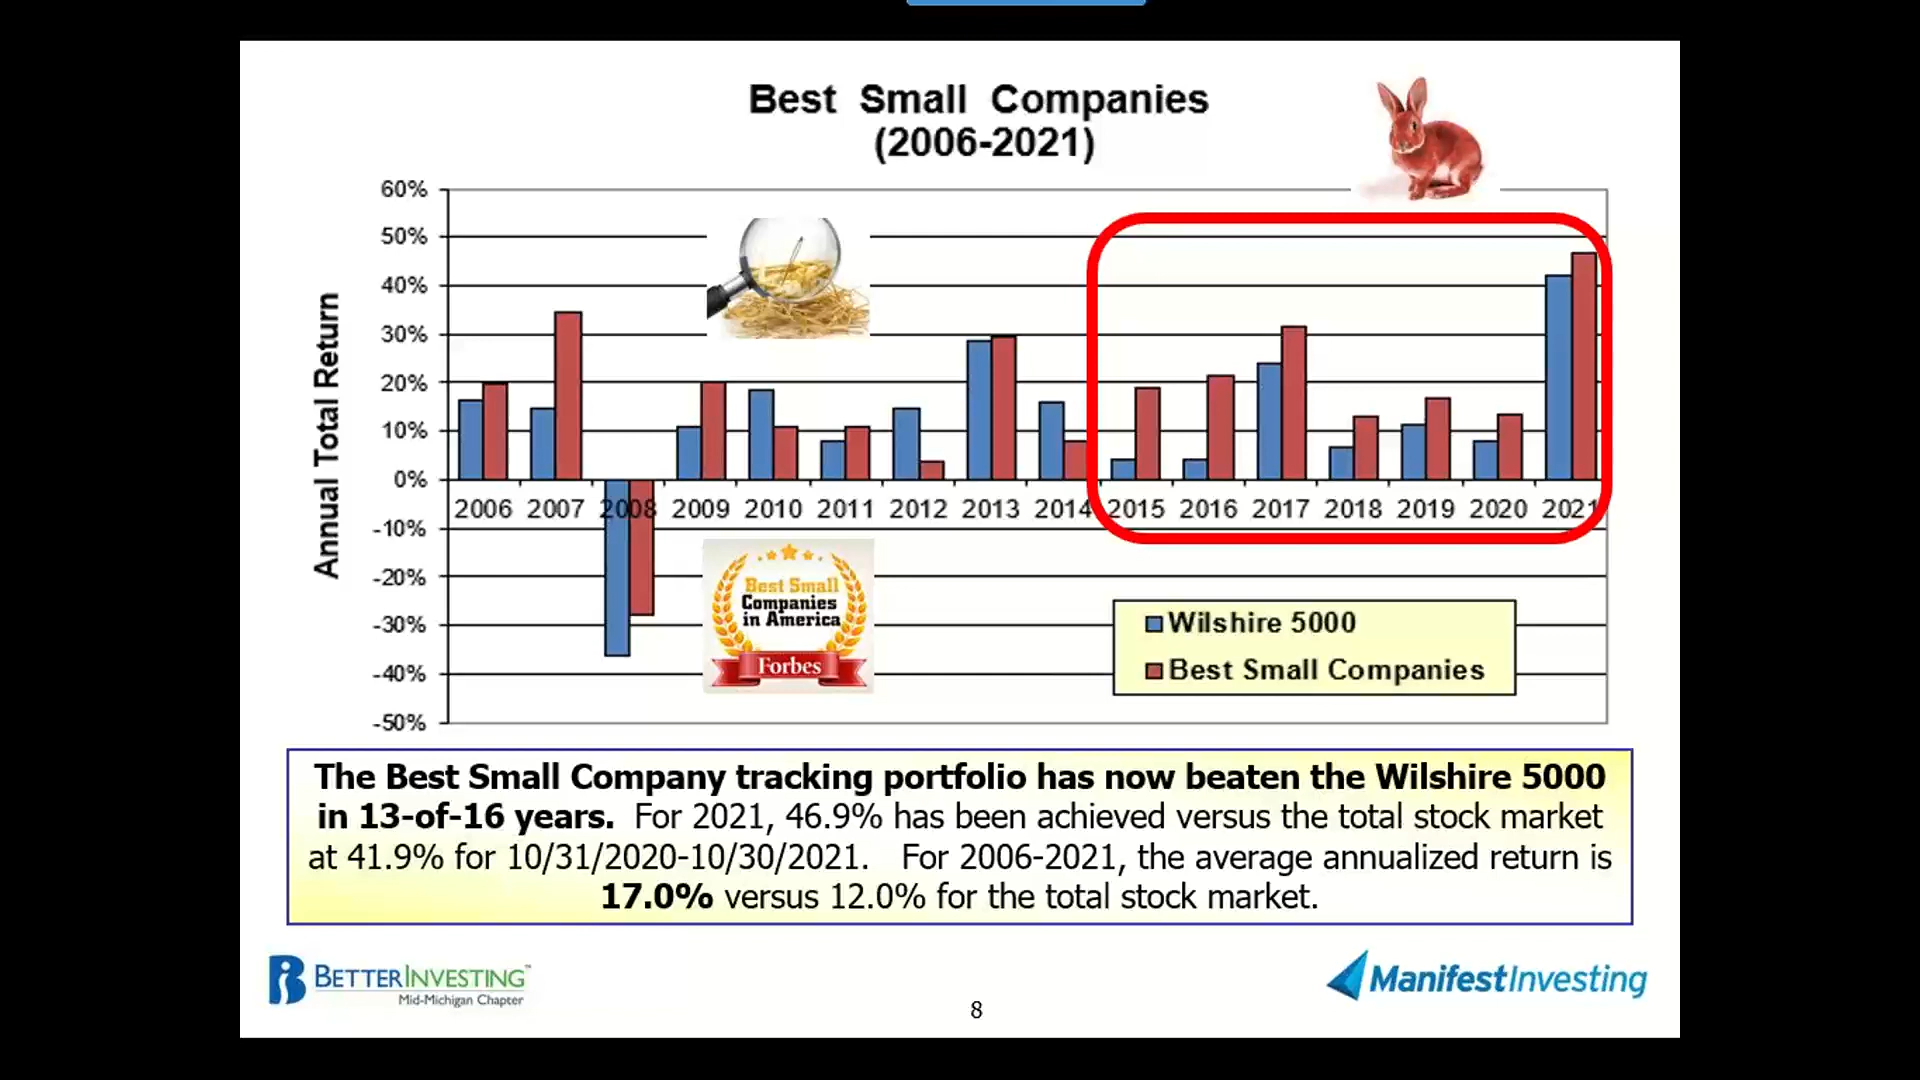 Best Small Companies
(2006-2021)
60%
50%
40%
30%
20%
10%
0%
-10%
-20%
-30%
-40%
-50%
Annual Total Return
2006 2007 2008 2009 2010 2011 2012 2013 2014 2015 2016 2017 2018 2019 2020 2021
Best Small
Companies
in America
Forbes
Wilshire 5000
Best Small Companies
The Best Small Company tracking portfolio has now beaten the Wilshire 5000
in 13-of-16 years. For 2021, 46.9% has been achieved versus the total stock market
at 41.9% for 10/31/2020-10/30/2021. For 2006-2021, the average annualized return is
17.0% versus 12.0% for the total stock market.
BETTERINVESTING™
Mid-Michigan Chapter
ManifestInvesting
8